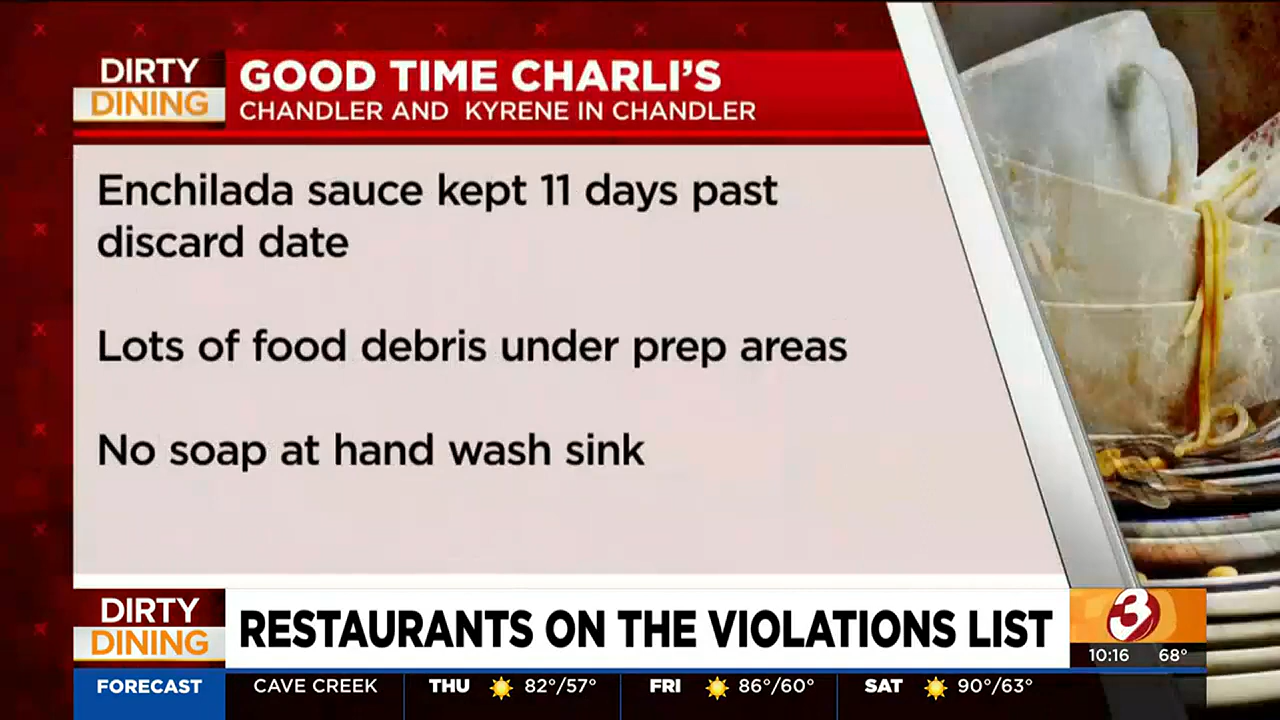 DIRTY
DINING
GOOD TIME CHARLI'S
CHANDLER AND KYRENE IN CHANDLER
Enchilada sauce kept 11 days past
discard date
Lots of food debris under prep areas
No soap at hand wash sink
DIRTY
DINING
RESTAURANTS ON THE VIOLATIONS LIST
3
10:16 68°
FORECAST CAVE CREEK THU 82°/57° FRI 86°/60° SAT 90°/63°